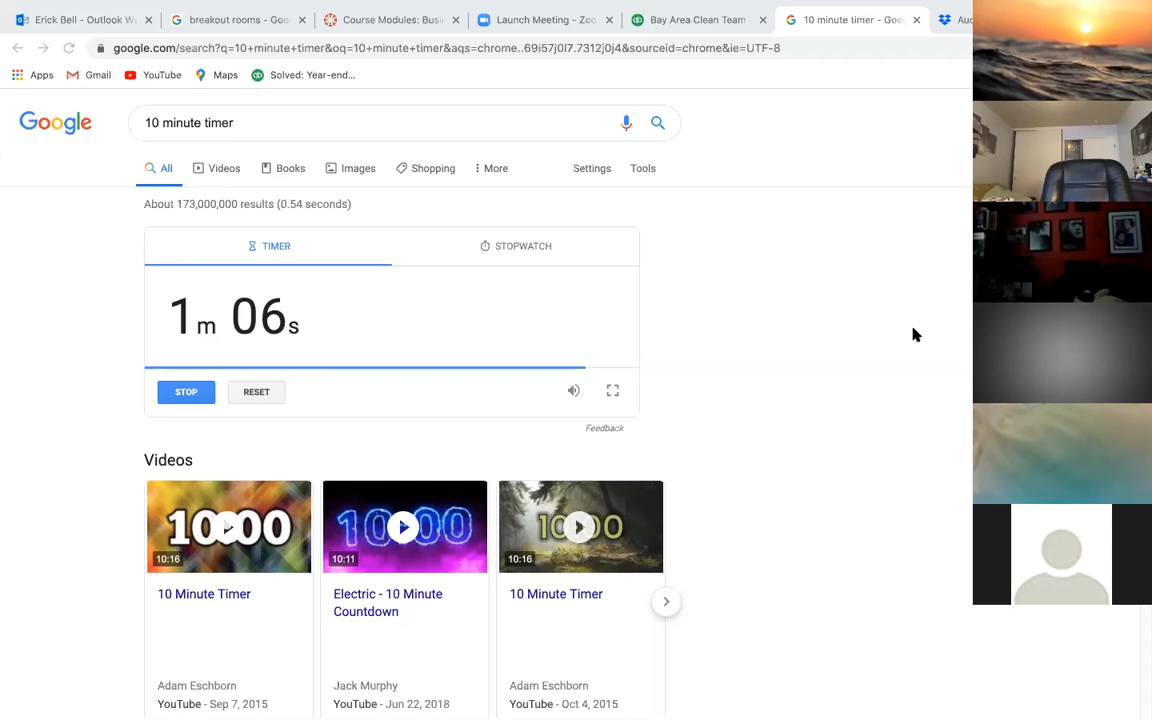 Erick Bell - Outlook W
breakout rooms - Goo
Course Modules: Busi
Launch Meeting - Zoo
Bay Area Clean Team -
10 minute timer - Goo
Aud
google.com/search?q=10+minute+timer&oq=10+minute+timer&aqs=chrome..69i57j0l7.7312j0j4&sourceid=chrome&ie=UTF-8
Apps
Gmail
YouTube
Maps
Solved: Year-end...
Google
10 minute timer
All
Videos
Books
Images
Shopping
More
Settings
Tools
About 173,000,000 results (0.54 seconds)
TIMER
STOPWATCH
1m 06s
STOP
RESET
Feedback
Videos
10:00
10:16
10:00
10:11
10:00
10:16
10 Minute Timer
Electric - 10 Minute
Countdown
10 Minute Timer
Adam Eschborn
YouTube - Sep 7, 2015
Jack Murphy
YouTube - Jun 22, 2018
Adam Eschborn
YouTube - Oct 4, 2015